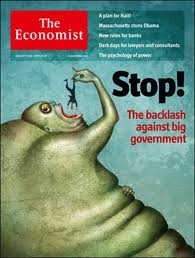 The
Economist
A plan for Haiti
Massachusetts stuns Obama
New rules for banks
Dark days for lawyers and consultants
The psychology of power
Stop!
The backlash
against big
government